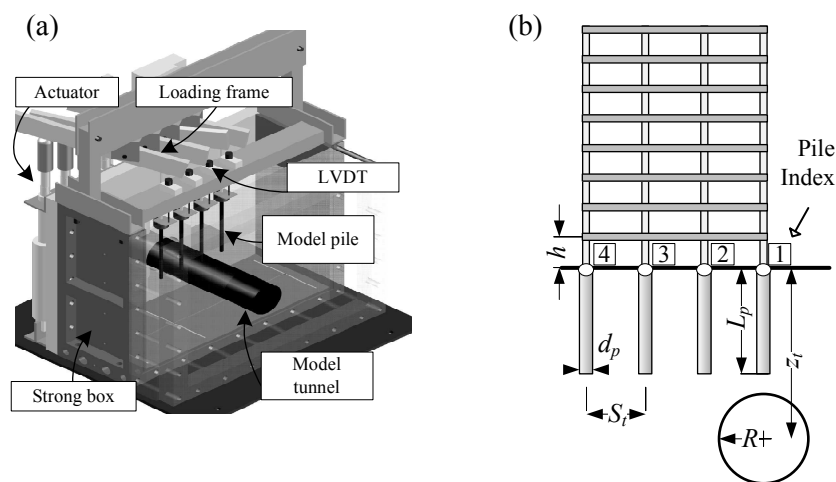 (a)
Actuator
Loading frame
LVDT
Model pile
Model
tunnel
Strong box
(b)
Pile
Index
h
4
3
2
1
L_p
d_p
z_t
S_t
R